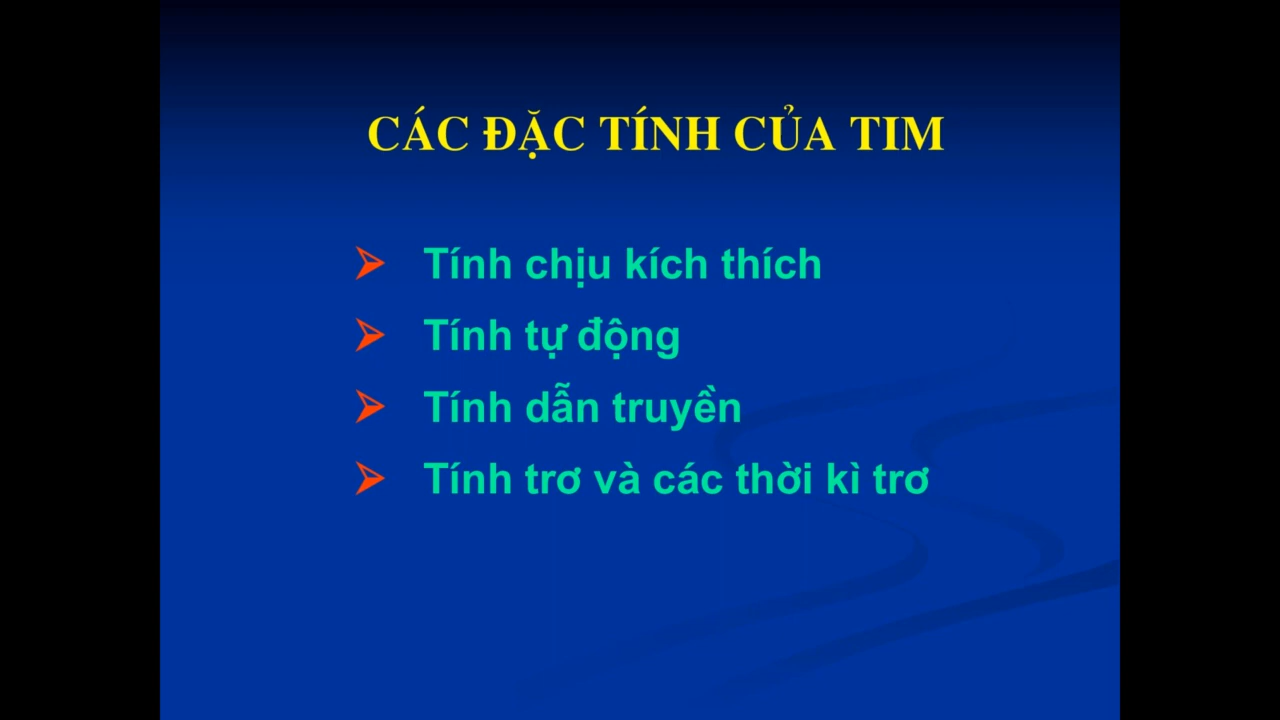 CÁC ĐẶC TÍNH CỦA TIM
Tính chịu kích thích
Tính tự động
Tính dẫn truyền
Tính trơ và các thời kì trơ